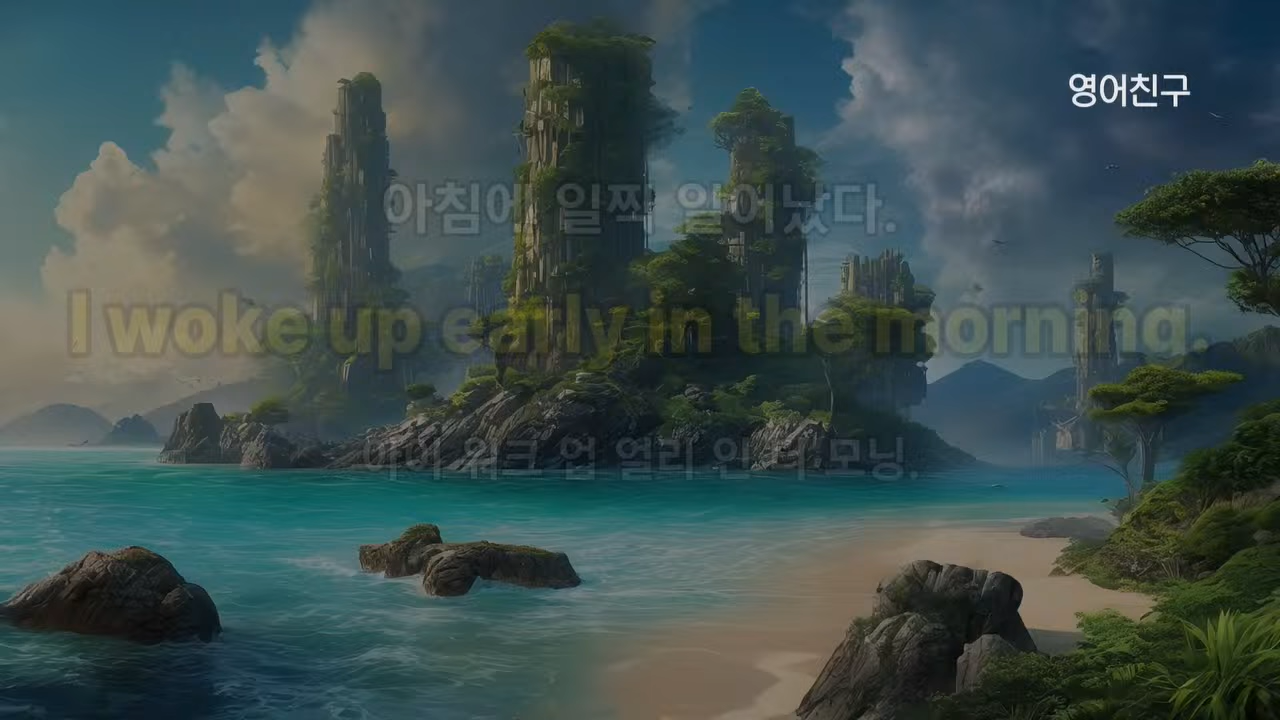 영어친구
아침에 일찍 일어났다.
I woke up early in the morning.
아이 워크 업 열리 인 더 모닝.